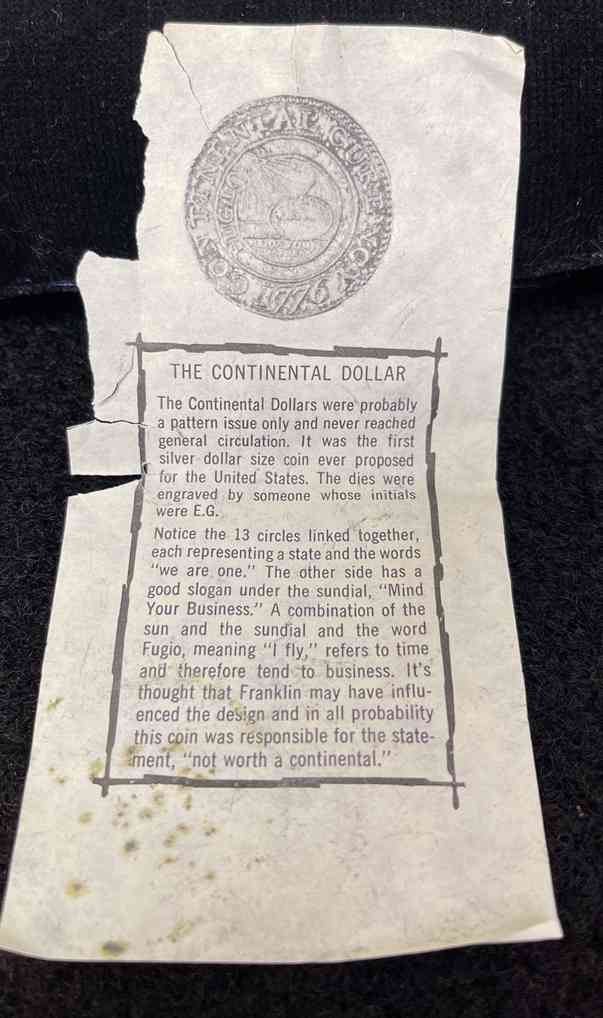 CONTINENTAL CURENCY
FUGIO
1776
THE CONTINENTAL DOLLAR
The Continental Dollars were probably
a pattern issue only and never reached
general circulation. It was the first
silver dollar size coin ever proposed
for the United States. The dies were
engraved by someone whose initials
were E.G.
Notice the 13 circles linked together,
each representing a state and the words
“we are one.” The other side has a
good slogan under the sundial, “Mind
Your Business.” A combination of the
sun and the sundial and the word
Fugio, meaning “I fly,” refers to time
and therefore tend to business. It's
thought that Franklin may have influ-
enced the design and in all probability
this coin was responsible for the state-
ment, “not worth a continental.”